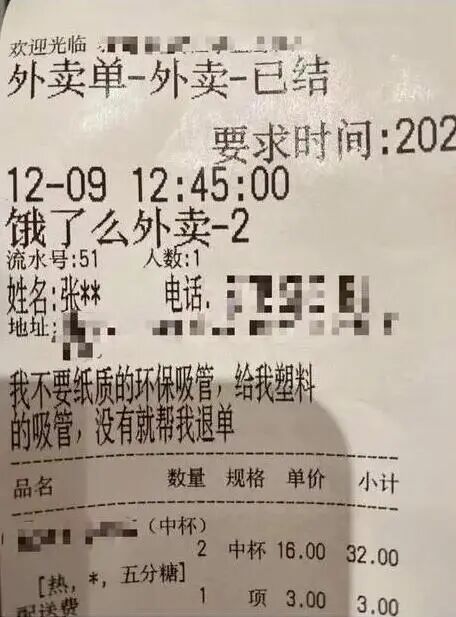 欢迎光临
外卖单-外卖-已结
要求时间:202
12-09 12:45:00
饿了么外卖-2
流水号:51 人数:1
姓名:张** 电话:
地址:
我不要纸质的环保吸管, 给我塑料
的吸管, 没有就帮我退单
品名 数量 规格 单价 小计
(中杯)
2 中杯 16.00 32.00
[热, *, 五分糖]
配送费 1 项 3.00 3.00